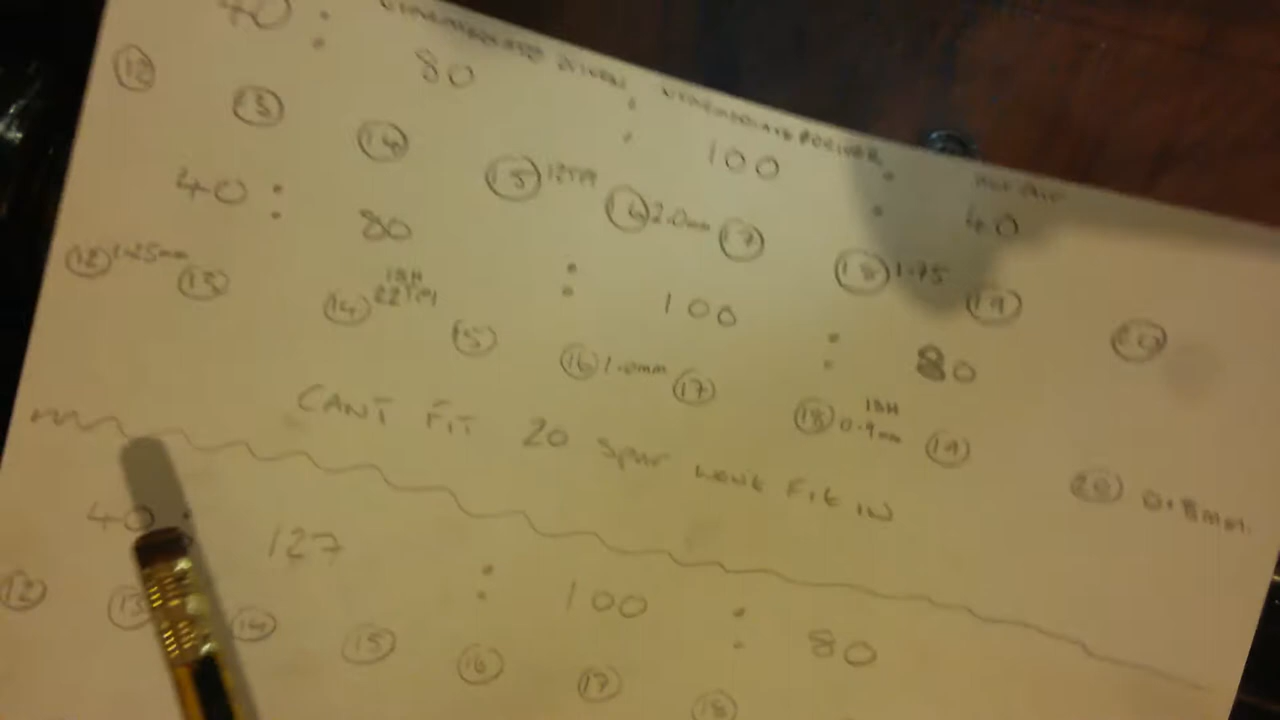 40 : 80 : 100 : 40
12 13 14 15 12TPI 16 2.0mm 17 18 1.75 19 20
40 : 80 : 100 : 80
12 1.25mm 13 14 22TPI 15 16 1.0mm 17 18 0.9mm 19 20 0.8mm
CANT FIT 20 Spur wont Fit in
40 : 127 : 100 : 80
12 13 14 15 16 17 18